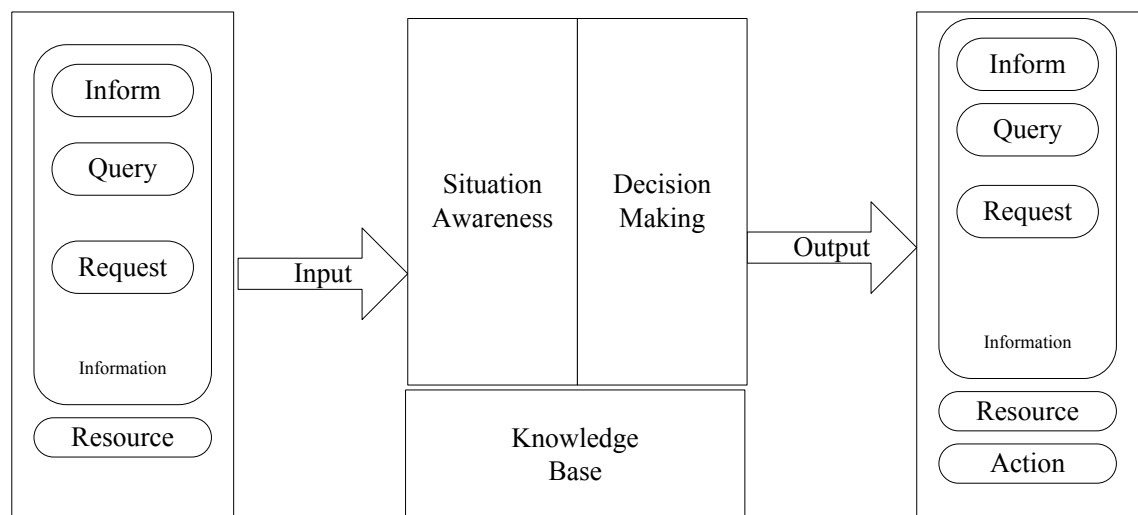 Inform
Query
Request
Information
Resource
Input
Situation
Awareness
Decision
Making
Knowledge
Base
Output
Inform
Query
Request
Information
Resource
Action